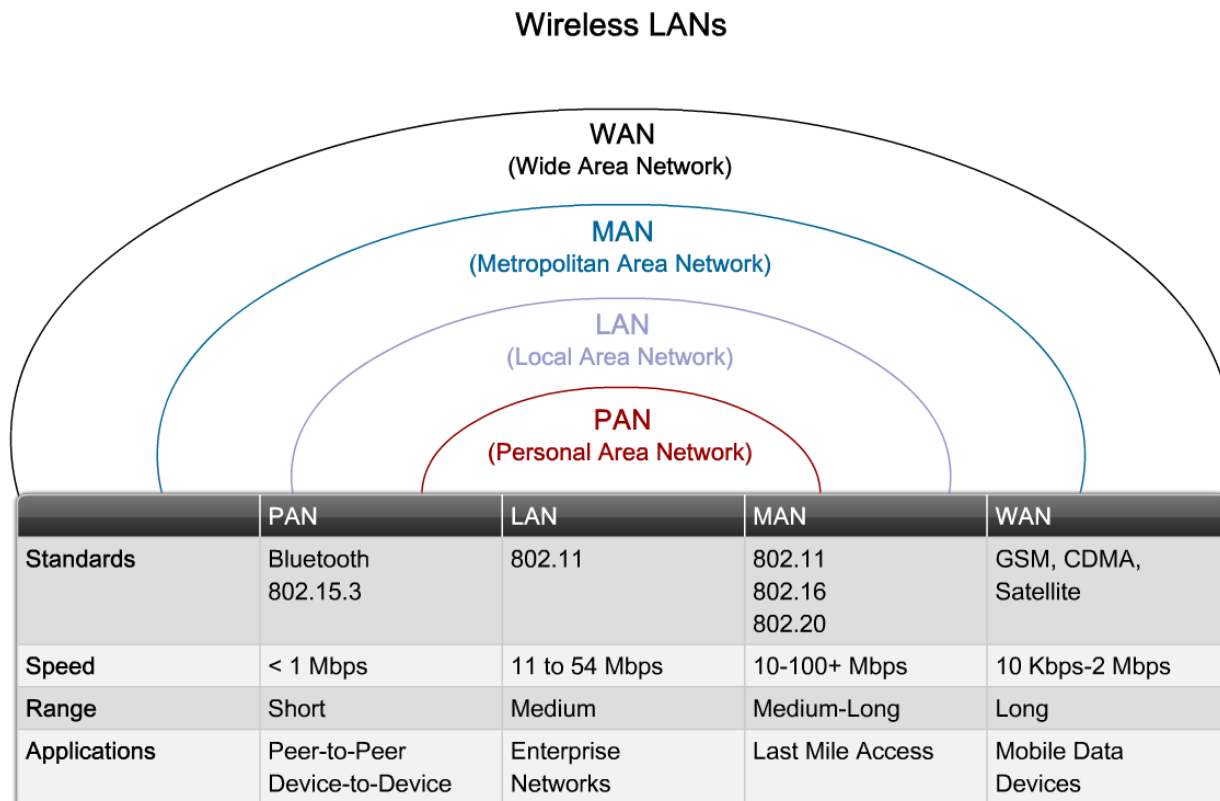 Wireless LANs
WAN
(Wide Area Network)
MAN
(Metropolitan Area Network)
LAN
(Local Area Network)
PAN
(Personal Area Network)
PAN LAN MAN WAN
Standards Bluetooth 802.11 802.11 GSM, CDMA,
802.15.3 802.16 Satellite
802.20
Speed < 1 Mbps 11 to 54 Mbps 10-100+ Mbps 10 Kbps-2 Mbps
Range Short Medium Medium-Long Long
Applications Peer-to-Peer Enterprise Last Mile Access Mobile Data
Device-to-Device Networks Devices